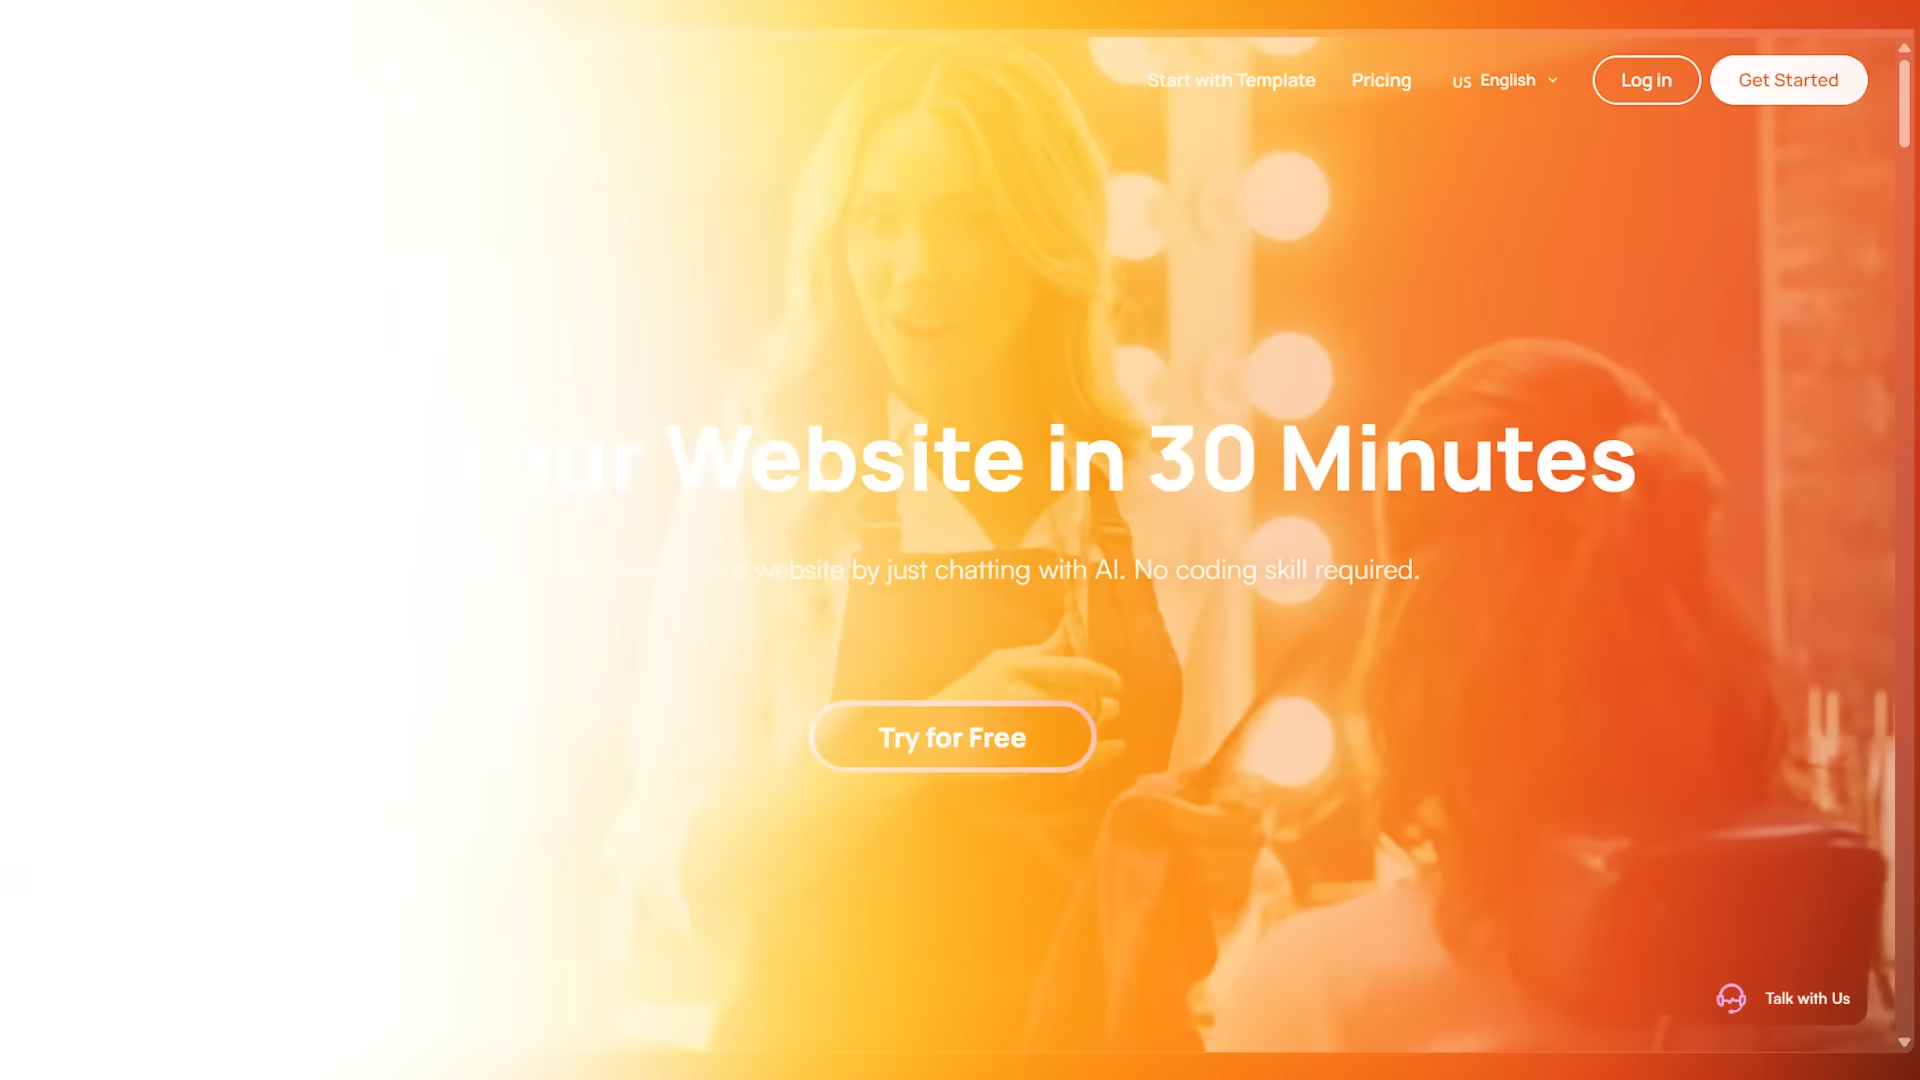 Start with Template
Pricing
US English
Log in
Get Started
Your Website in 30 Minutes
website by just chatting with AI. No coding skill required.
Try for Free
Talk with Us